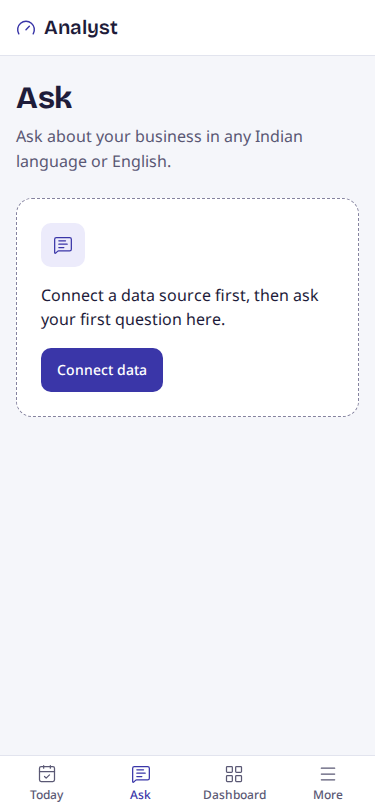 Analyst
Ask
Ask about your business in any Indian
language or English.
Connect a data source first, then ask
your first question here.
Connect data
Today
Ask
Dashboard
More